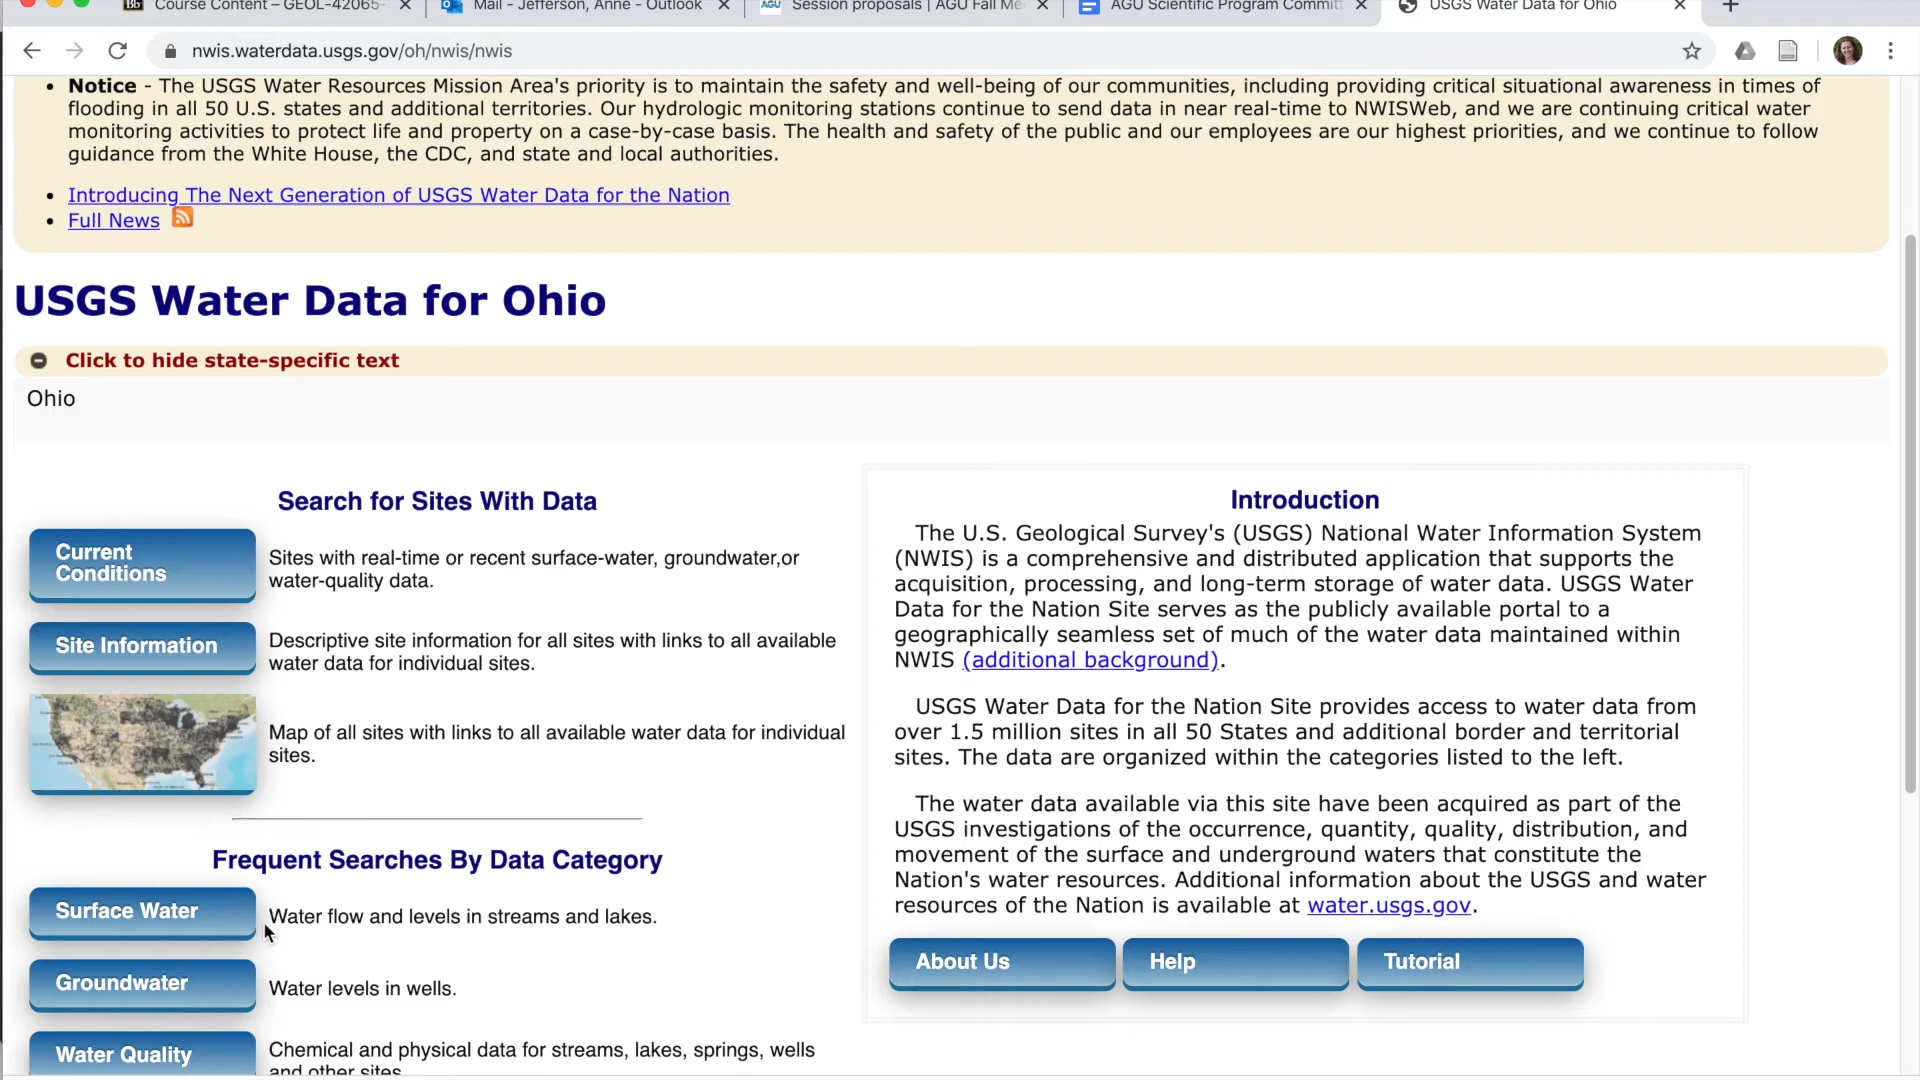 Course Content – GEOL-42065-
Mail - Jefferson, Anne - Outlook
Session proposals | AGU Fall Me
AGU Scientific Program Committ
USGS Water Data for Ohio
nwis.waterdata.usgs.gov/oh/nwis/nwis
Notice - The USGS Water Resources Mission Area's priority is to maintain the safety and well-being of our communities, including providing critical situational awareness in times of
flooding in all 50 U.S. states and additional territories. Our hydrologic monitoring stations continue to send data in near real-time to NWISWeb, and we are continuing critical water
monitoring activities to protect life and property on a case-by-case basis. The health and safety of the public and our employees are our highest priorities, and we continue to follow
guidance from the White House, the CDC, and state and local authorities.
Introducing The Next Generation of USGS Water Data for the Nation
Full News
USGS Water Data for Ohio
Click to hide state-specific text
Ohio
Search for Sites With Data
Current
Conditions
Sites with real-time or recent surface-water, groundwater,or
water-quality data.
Site Information
Descriptive site information for all sites with links to all available
water data for individual sites.
Map of all sites with links to all available water data for individual
sites.
Frequent Searches By Data Category
Surface Water
Water flow and levels in streams and lakes.
Groundwater
Water levels in wells.
Water Quality
Chemical and physical data for streams, lakes, springs, wells
and other sites
Introduction
The U.S. Geological Survey's (USGS) National Water Information System
(NWIS) is a comprehensive and distributed application that supports the
acquisition, processing, and long-term storage of water data. USGS Water
Data for the Nation Site serves as the publicly available portal to a
geographically seamless set of much of the water data maintained within
NWIS (additional background).
USGS Water Data for the Nation Site provides access to water data from
over 1.5 million sites in all 50 States and additional border and territorial
sites. The data are organized within the categories listed to the left.
The water data available via this site have been acquired as part of the
USGS investigations of the occurrence, quantity, quality, distribution, and
movement of the surface and underground waters that constitute the
Nation's water resources. Additional information about the USGS and water
resources of the Nation is available at water.usgs.gov.
About Us
Help
Tutorial